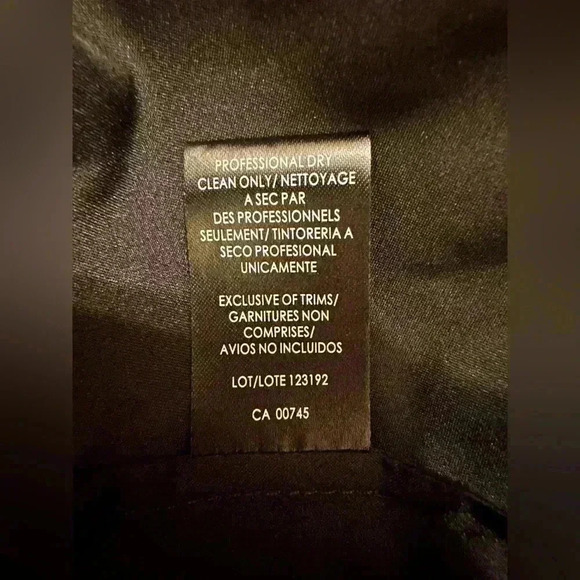 PROFESSIONAL DRY
CLEAN ONLY/ NETTOYAGE
A SEC PAR
DES PROFESSIONNELS
SEULEMENT/ TINTORERIA A
SECO PROFESIONAL
UNICAMENTE
EXCLUSIVE OF TRIMS/
GARNITURES NON
COMPRISES/
AVIOS NO INCLUIDOS
LOT/LOTE 123192
CA 00745